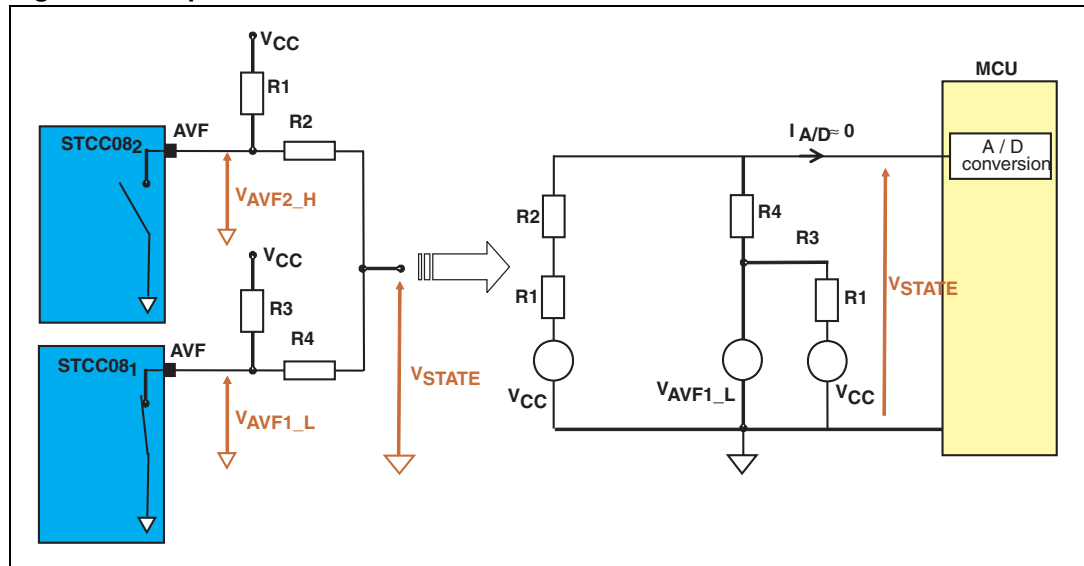 VCC
R1
STCC082
AVF
R2
VAVF2_H
VCC
R3
STCC081
AVF
R4
VAVF1_L
VSTATE
MCU
I A/D≈ 0
A / D
conversion
R2
R4
R3
R1
R1
VSTATE
VCC
VAVF1_L
VCC